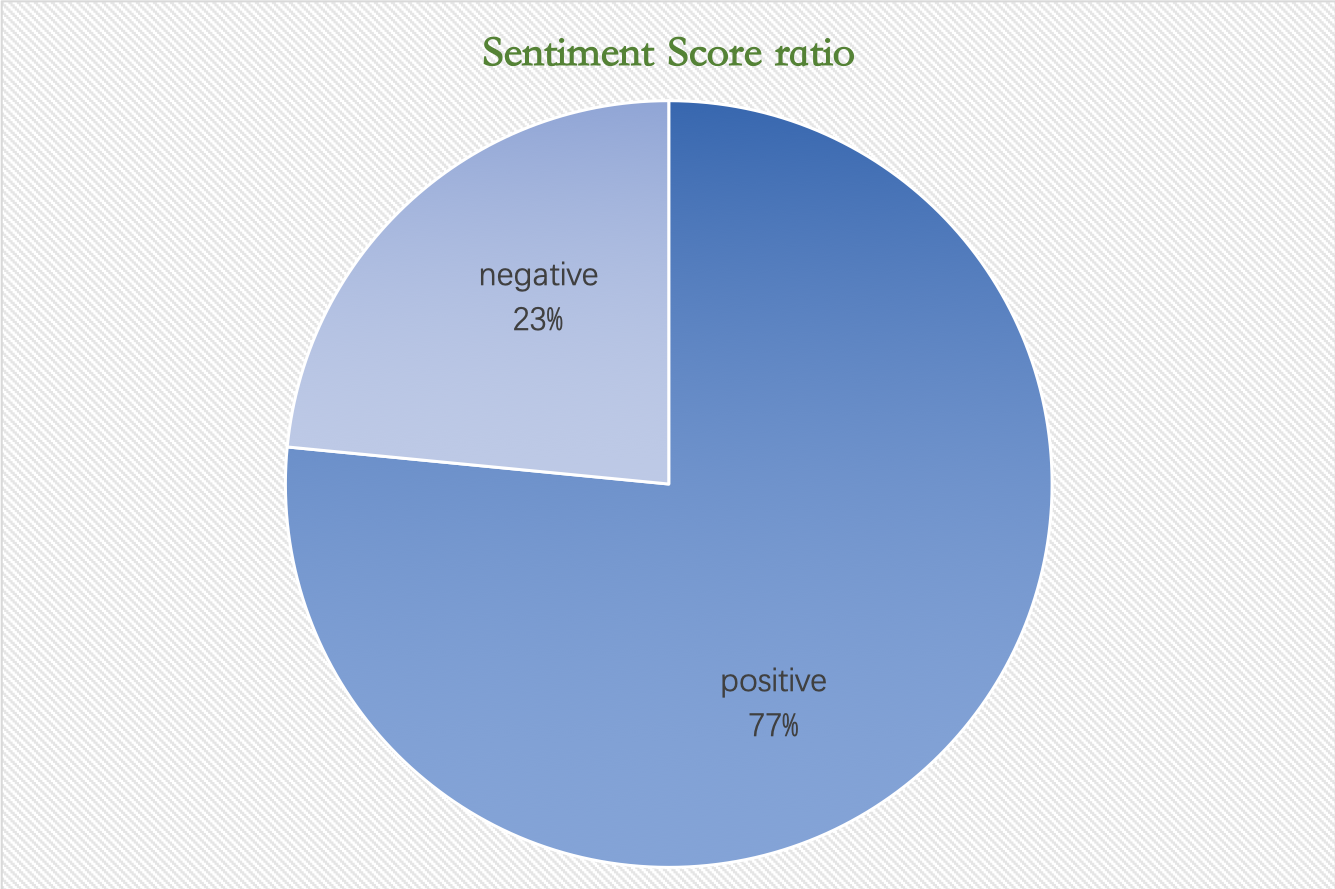 Sentiment Score ratio
negative
23%
positive
77%